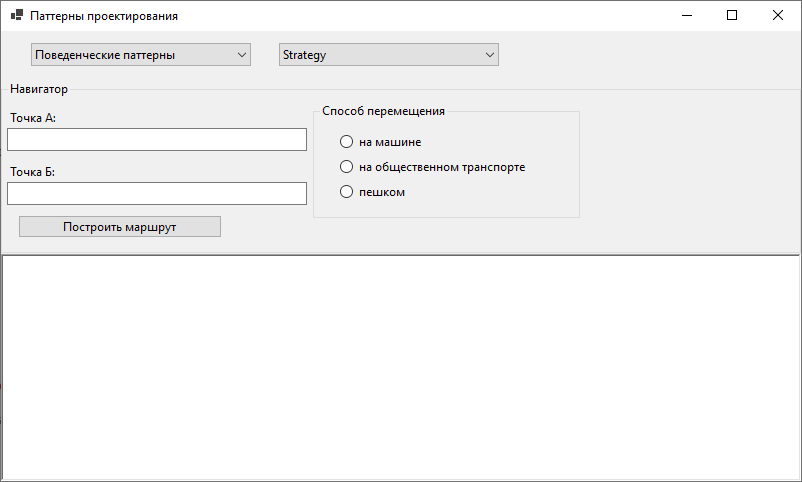 Паттерны проектирования
Поведенческие паттерны
Strategy
Навигатор
Точка А:
Точка Б:
Построить маршрут
Способ перемещения
на машине
на общественном транспорте
пешком